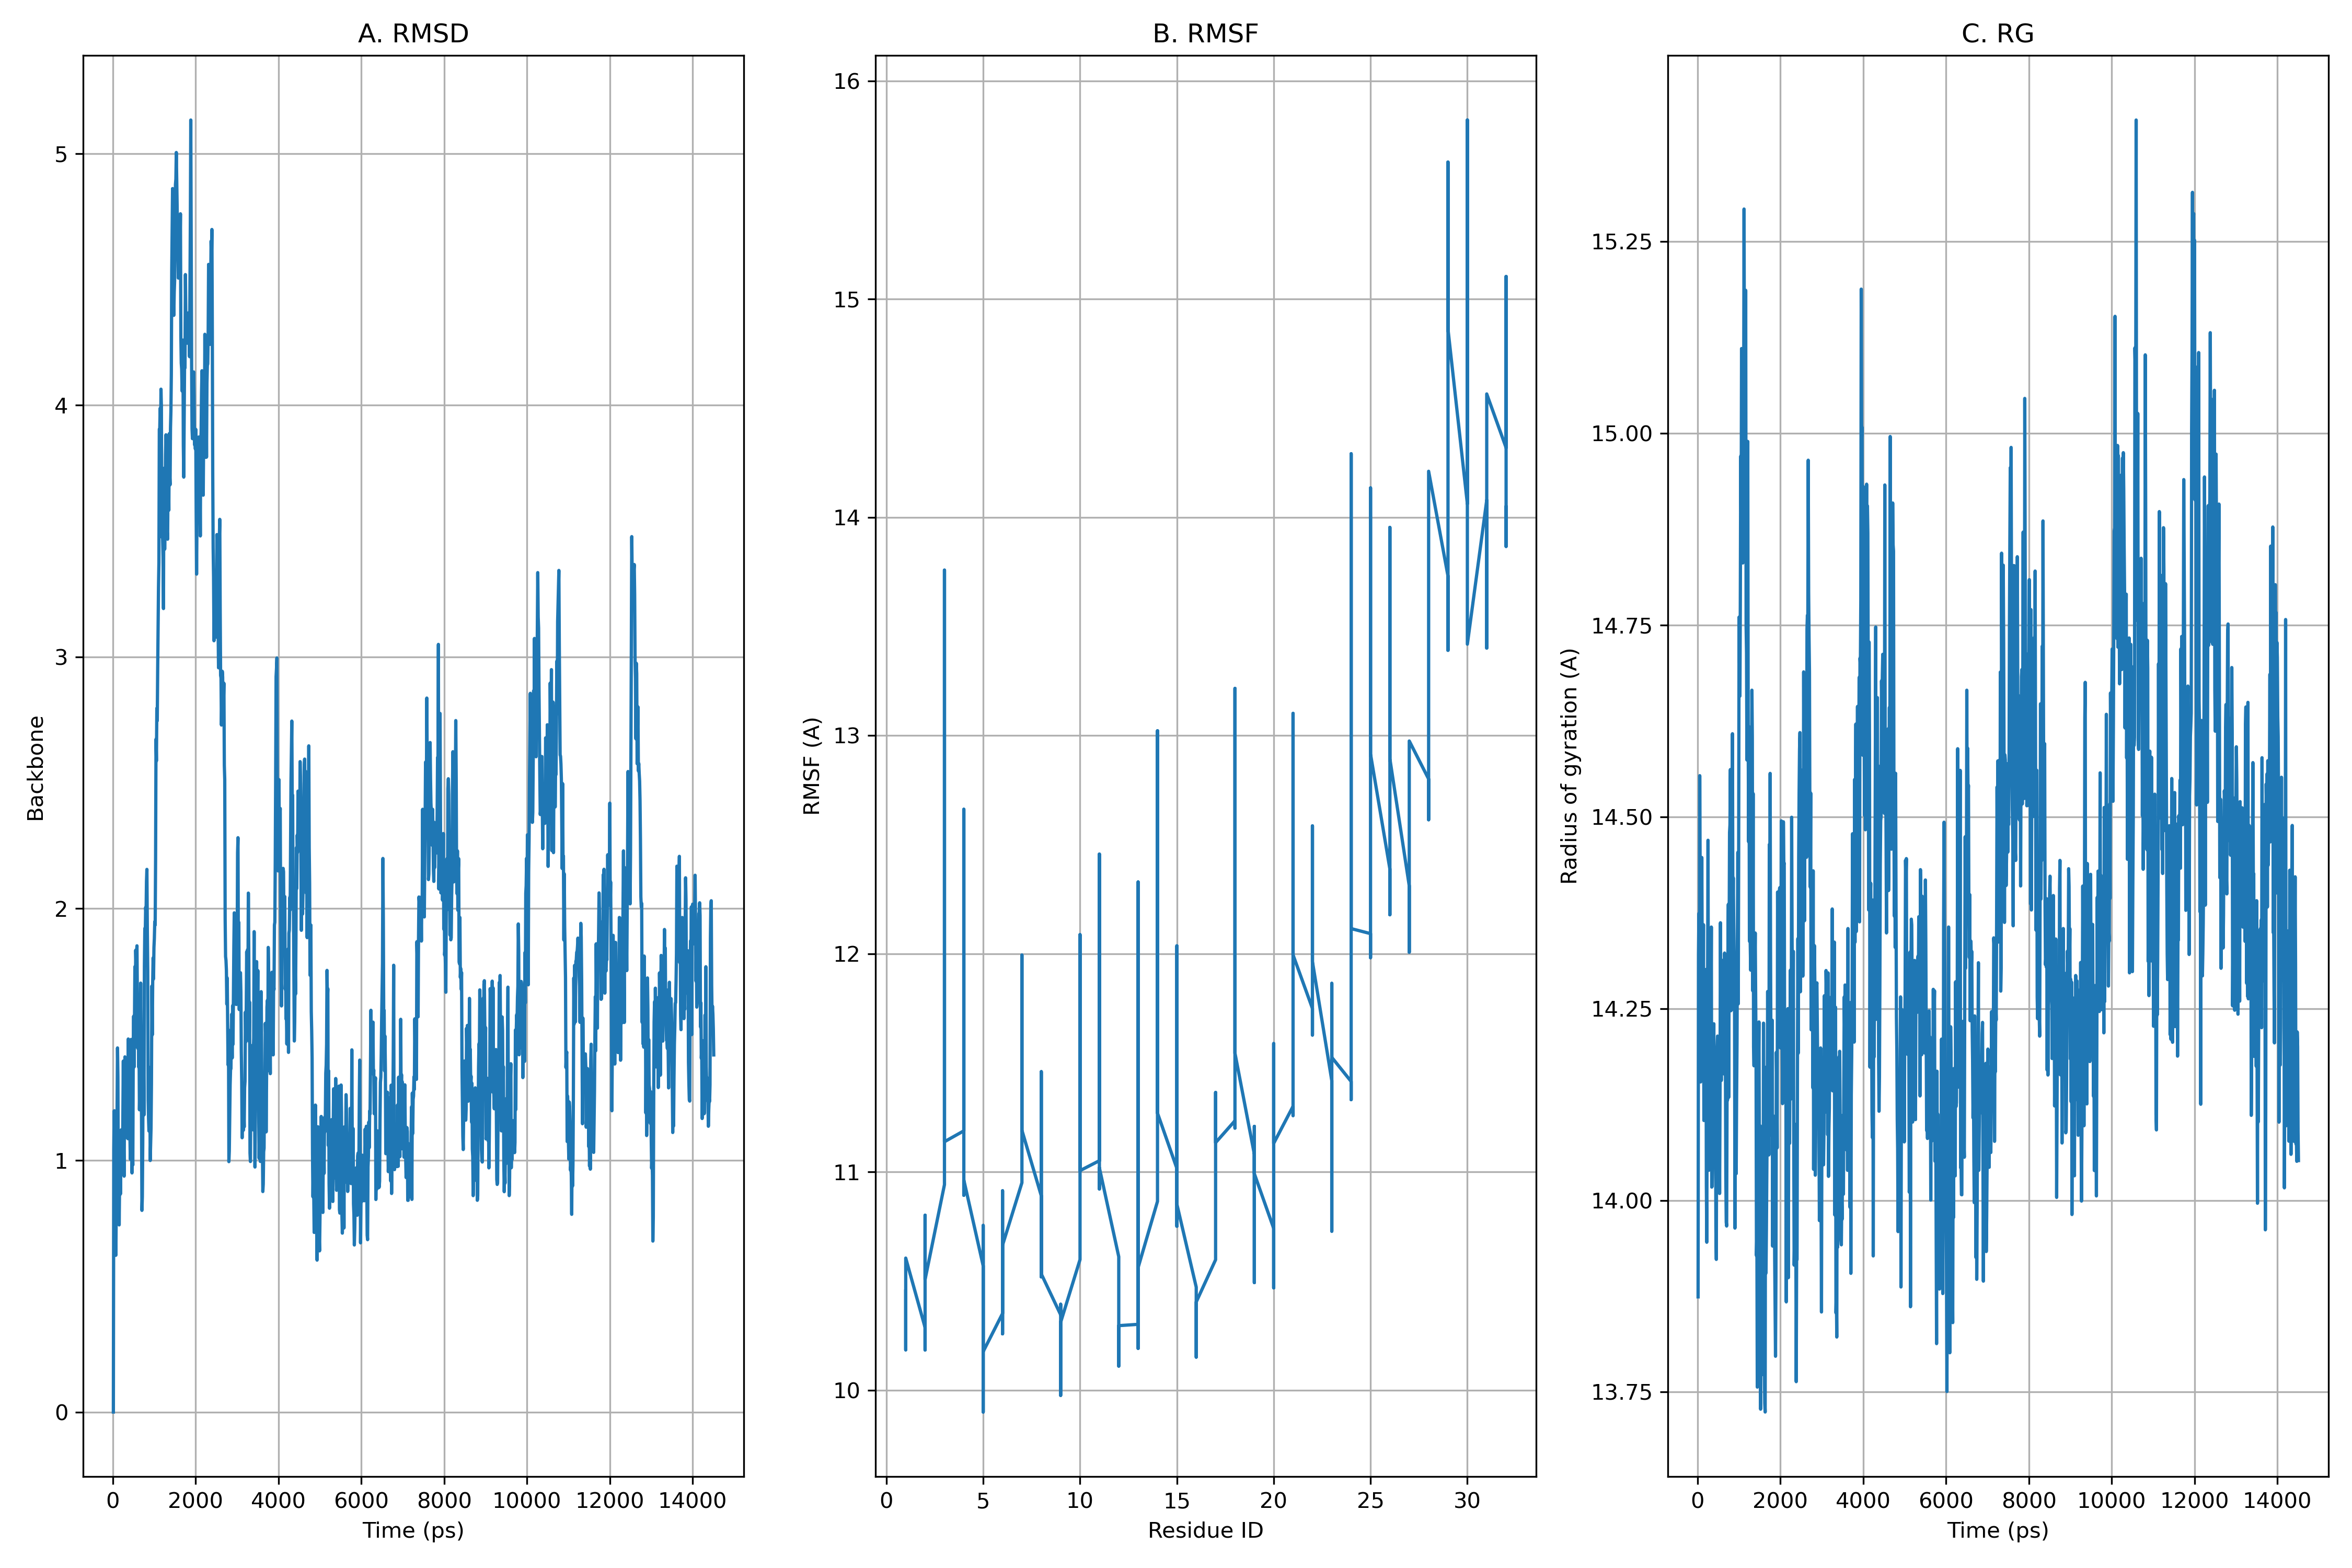 A. RMSD
B. RMSF
C. RG
Backbone
5
4
3
2
1
0
0 2000 4000 6000 8000 10000 12000 14000
Time (ps)
RMSF (A)
16
15
14
13
12
11
10
0 5 10 15 20 25 30
Residue ID
Radius of gyration (A)
15.25
15.00
14.75
14.50
14.25
14.00
13.75
0 2000 4000 6000 8000 10000 12000 14000
Time (ps)